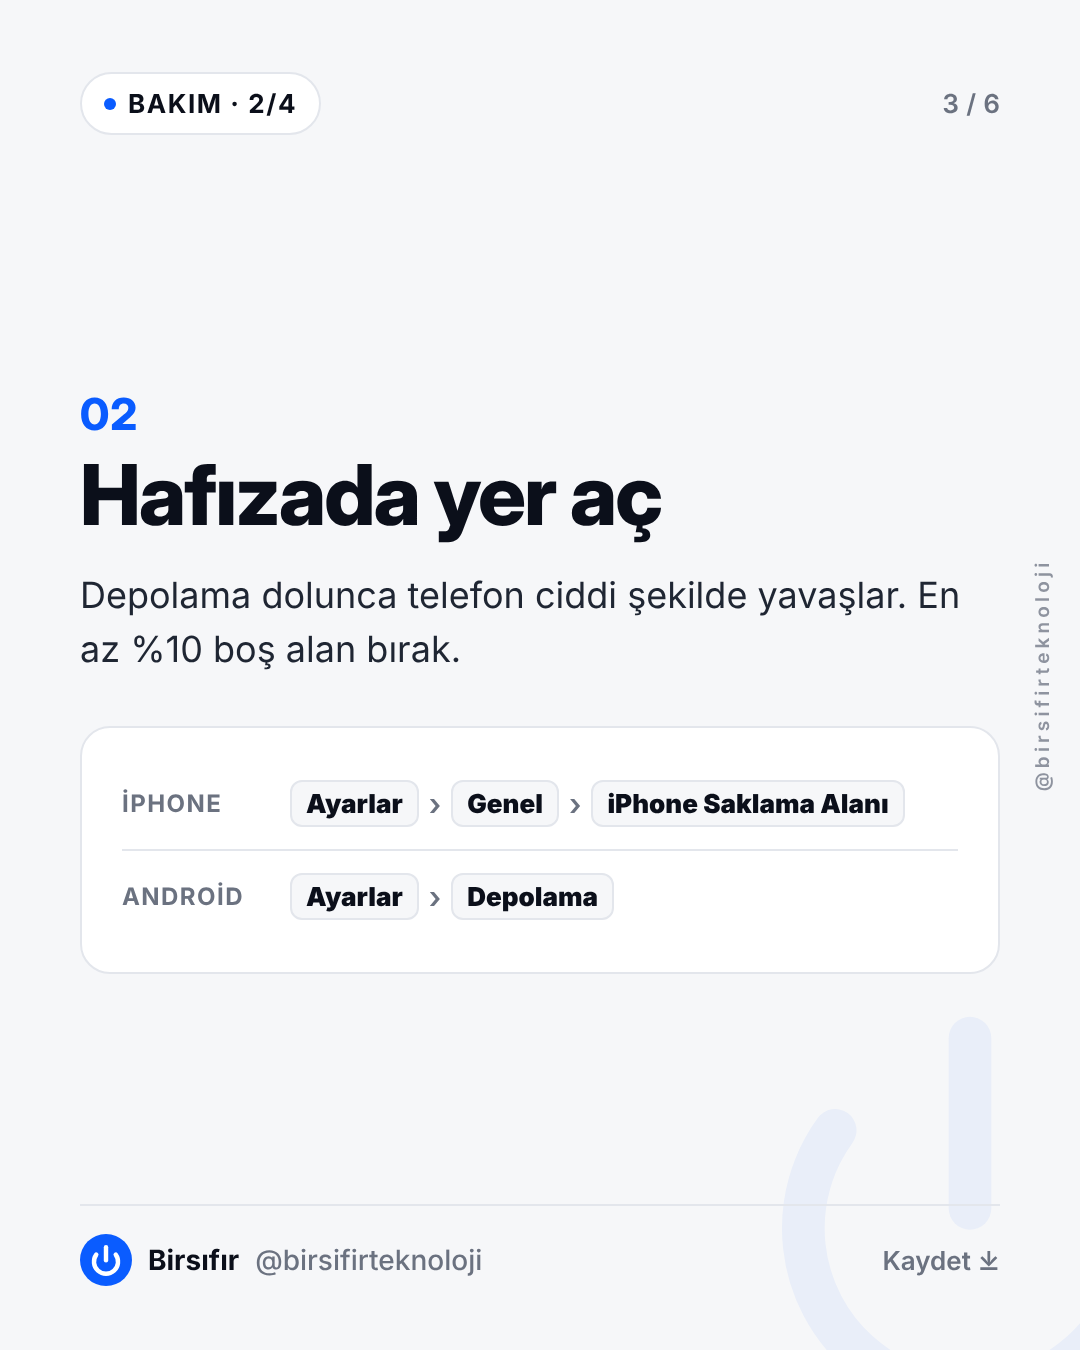 BAKIM · 2/4
3 / 6
02
Hafızada yer aç
Depolama dolunca telefon ciddi şekilde yavaşlar. En
az %10 boş alan bırak.
İPHONE Ayarlar › Genel › iPhone Saklama Alanı
ANDROİD Ayarlar › Depolama
@birsifirteknoloji
Birsıfır @birsifirteknoloji
Kaydet